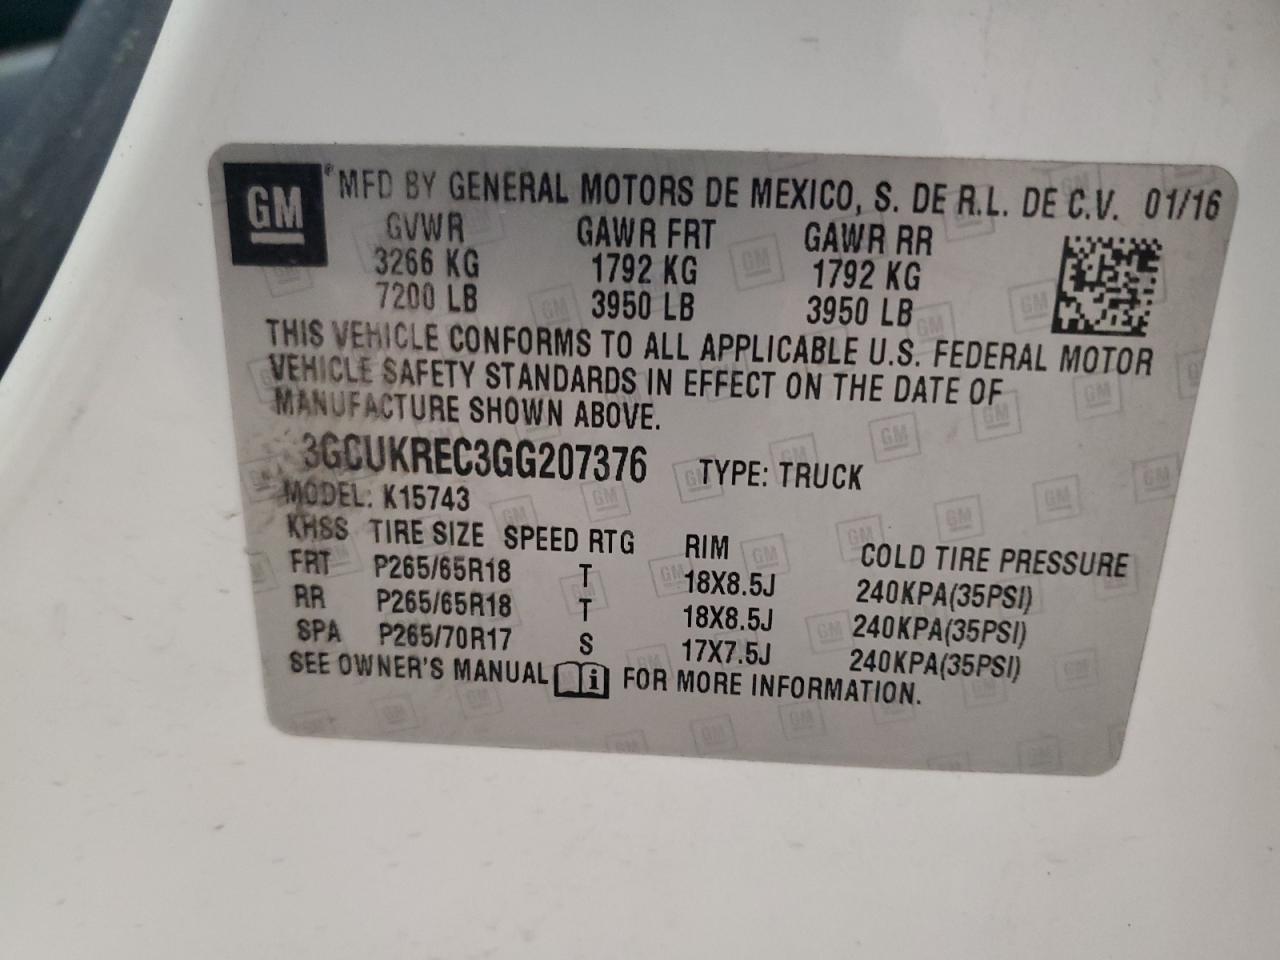 GM ® MFD BY GENERAL MOTORS DE MEXICO, S. DE R.L. DE C.V. 01/16
GVWR GAWR FRT GAWR RR
3266 KG 1792 KG 1792 KG
7200 LB 3950 LB 3950 LB
THIS VEHICLE CONFORMS TO ALL APPLICABLE U.S. FEDERAL MOTOR
VEHICLE SAFETY STANDARDS IN EFFECT ON THE DATE OF
MANUFACTURE SHOWN ABOVE.
3GCUKREC3GG207376 TYPE: TRUCK
MODEL: K15743
KHSS TIRE SIZE SPEED RTG RIM COLD TIRE PRESSURE
FRT P265/65R18 T 18X8.5J 240KPA(35PSI)
RR P265/65R18 T 18X8.5J 240KPA(35PSI)
SPA P265/70R17 S 17X7.5J 240KPA(35PSI)
SEE OWNER'S MANUAL i FOR MORE INFORMATION.